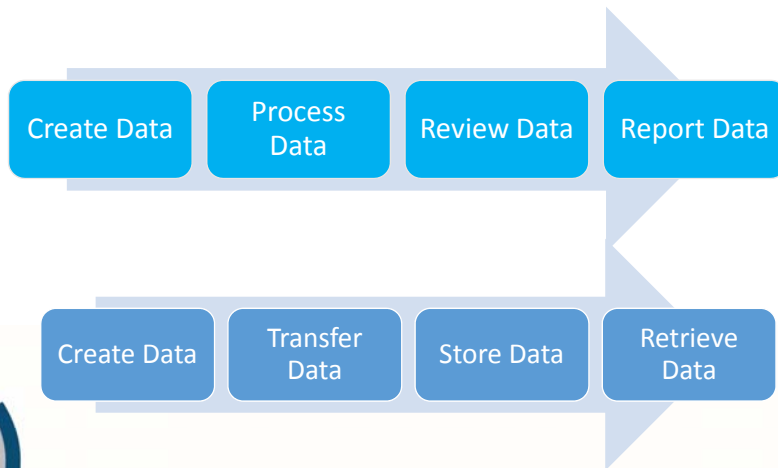 Create Data
Process
Data
Review Data
Report Data
Create Data
Transfer
Data
Store Data
Retrieve
Data